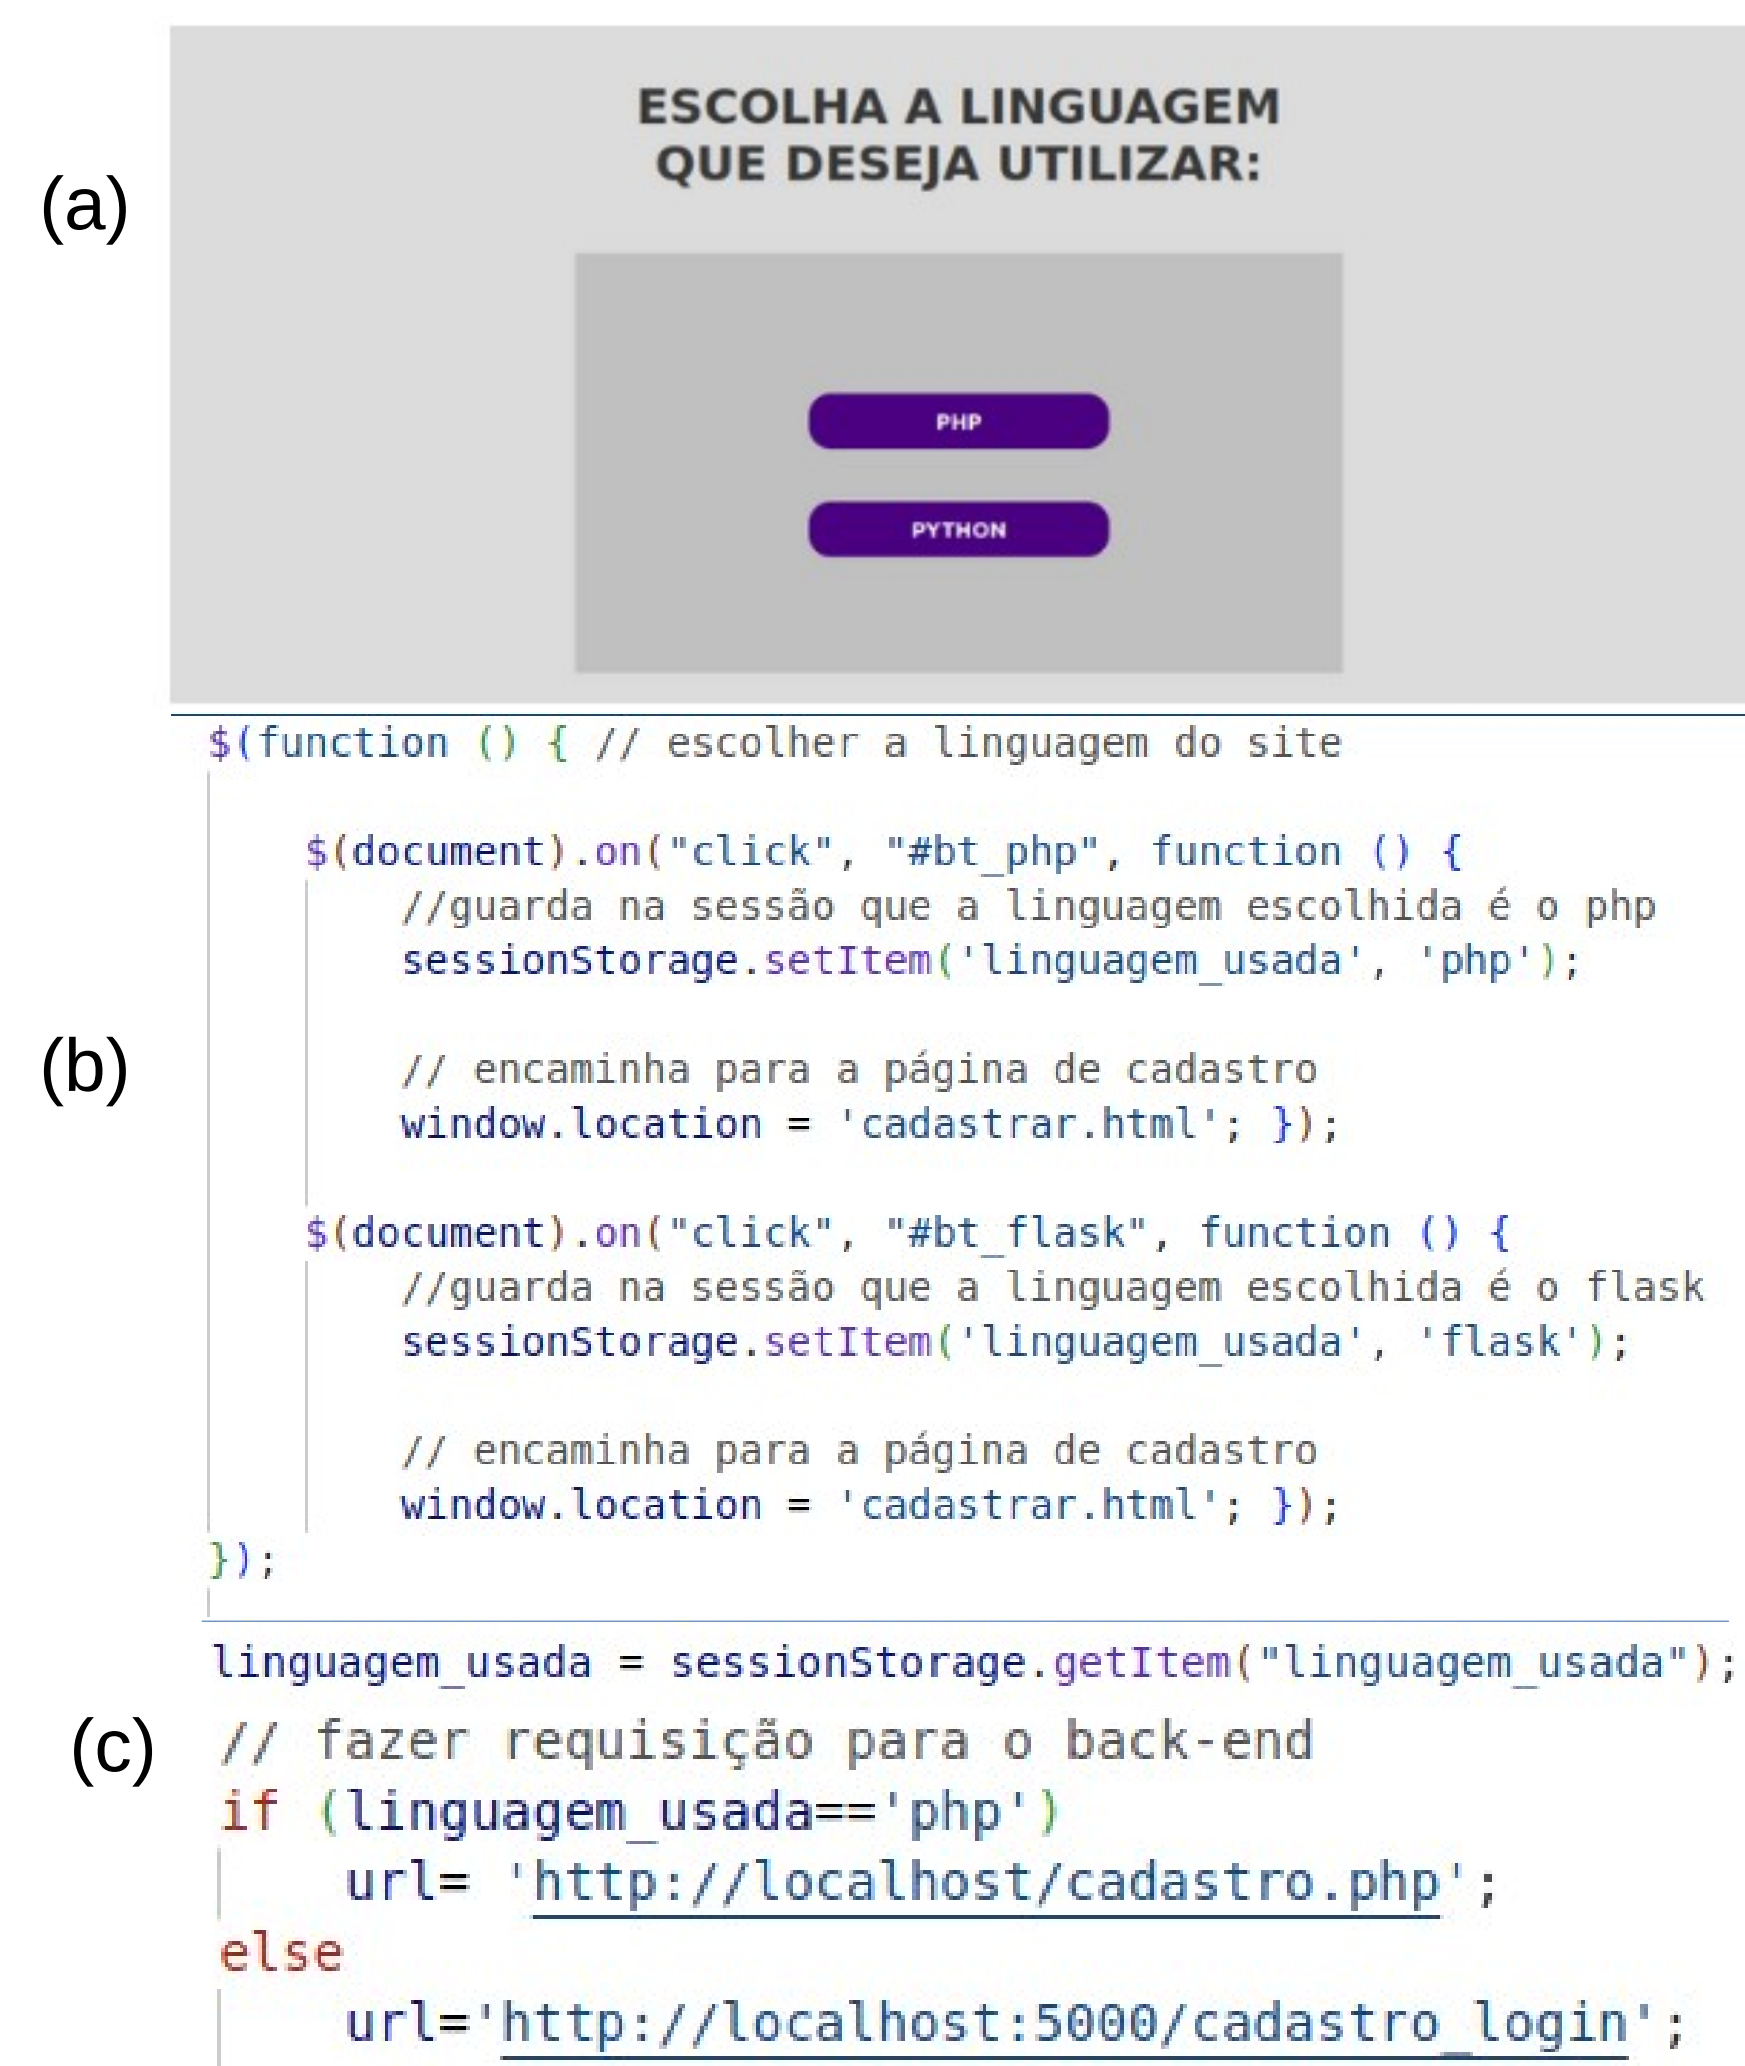 (a)
ESCOLHA A LINGUAGEM
QUE DESEJA UTILIZAR:
PHP
PYTHON
(b)
$(function () { // escolher a linguagem do site
$(document).on("click", "#bt_php", function () {
//guarda na sessão que a linguagem escolhida é o php
sessionStorage.setItem('linguagem_usada', 'php');
// encaminha para a página de cadastro
window.location = 'cadastrar.html'; });
$(document).on("click", "#bt_flask", function () {
//guarda na sessão que a linguagem escolhida é o flask
sessionStorage.setItem('linguagem_usada', 'flask');
// encaminha para a página de cadastro
window.location = 'cadastrar.html'; });
});
(c)
linguagem_usada = sessionStorage.getItem("linguagem_usada");
// fazer requisição para o back-end
if (linguagem_usada=='php')
url= 'http://localhost/cadastro.php';
else
url='http://localhost:5000/cadastro_login';